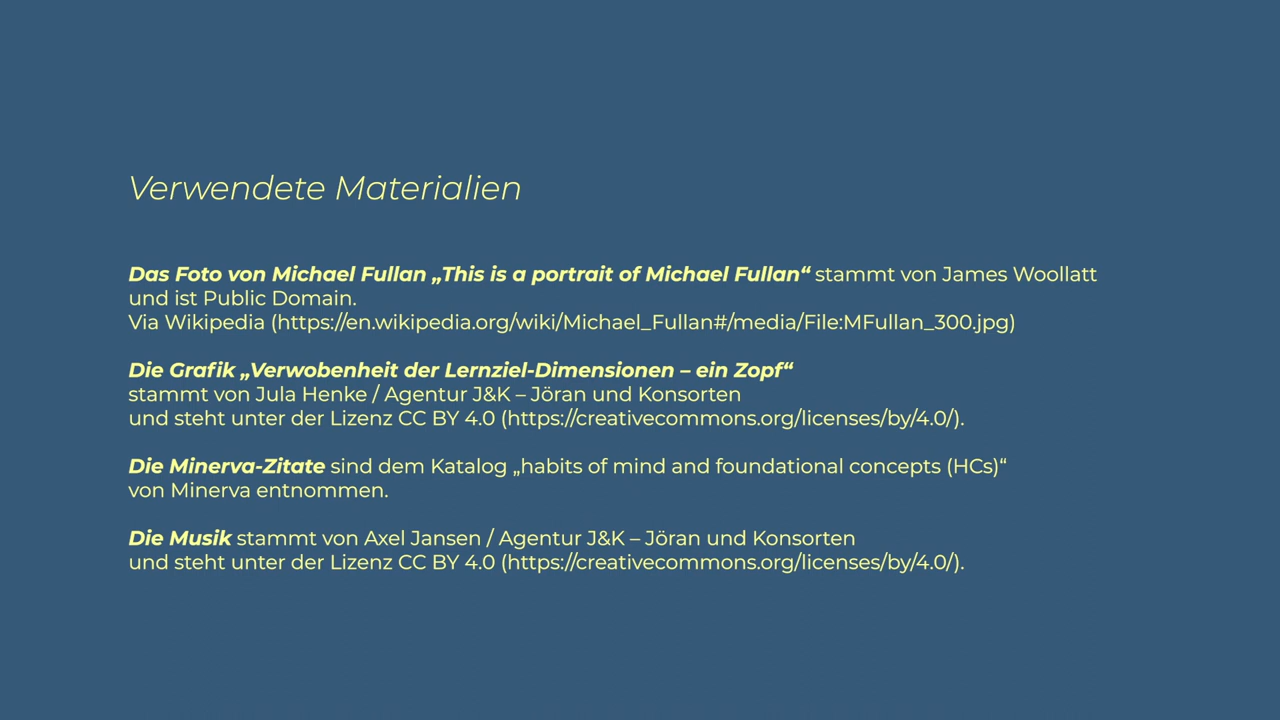 Verwendete Materialien
Das Foto von Michael Fullan „This is a portrait of Michael Fullan“ stammt von James Woollatt
und ist Public Domain.
Via Wikipedia (https://en.wikipedia.org/wiki/Michael_Fullan#/media/File:MFullan_300.jpg)
Die Grafik „Verwobenheit der Lernziel-Dimensionen – ein Zopf“
stammt von Jula Henke / Agentur J&K – Jöran und Konsorten
und steht unter der Lizenz CC BY 4.0 (https://creativecommons.org/licenses/by/4.0/).
Die Minerva-Zitate sind dem Katalog „habits of mind and foundational concepts (HCs)“
von Minerva entnommen.
Die Musik stammt von Axel Jansen / Agentur J&K – Jöran und Konsorten
und steht unter der Lizenz CC BY 4.0 (https://creativecommons.org/licenses/by/4.0/).